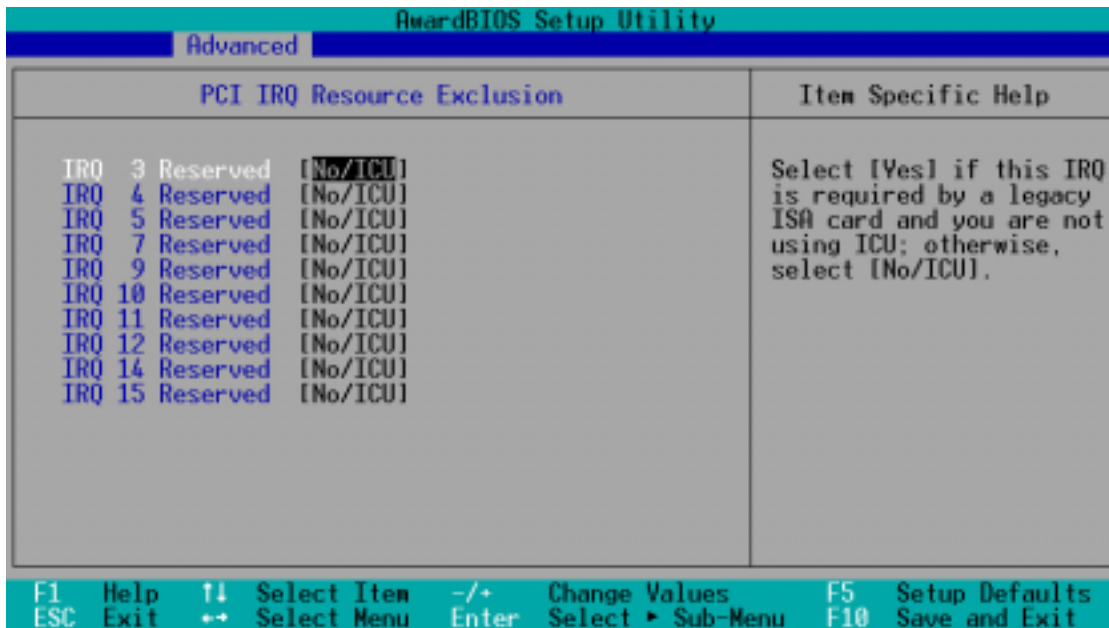 AwardBIOS Setup Utility
Advanced
PCI IRQ Resource Exclusion
IRQ 3 Reserved [No/ICU]
IRQ 4 Reserved [No/ICU]
IRQ 5 Reserved [No/ICU]
IRQ 7 Reserved [No/ICU]
IRQ 9 Reserved [No/ICU]
IRQ 10 Reserved [No/ICU]
IRQ 11 Reserved [No/ICU]
IRQ 12 Reserved [No/ICU]
IRQ 14 Reserved [No/ICU]
IRQ 15 Reserved [No/ICU]
Item Specific Help
Select [Yes] if this IRQ
is required by a legacy
ISA card and you are not
using ICU; otherwise,
select [No/ICU].
F1 Help ↑↓ Select Item -/+ Change Values F5 Setup Defaults
ESC Exit ←→ Select Menu Enter Select ► Sub-Menu F10 Save and Exit